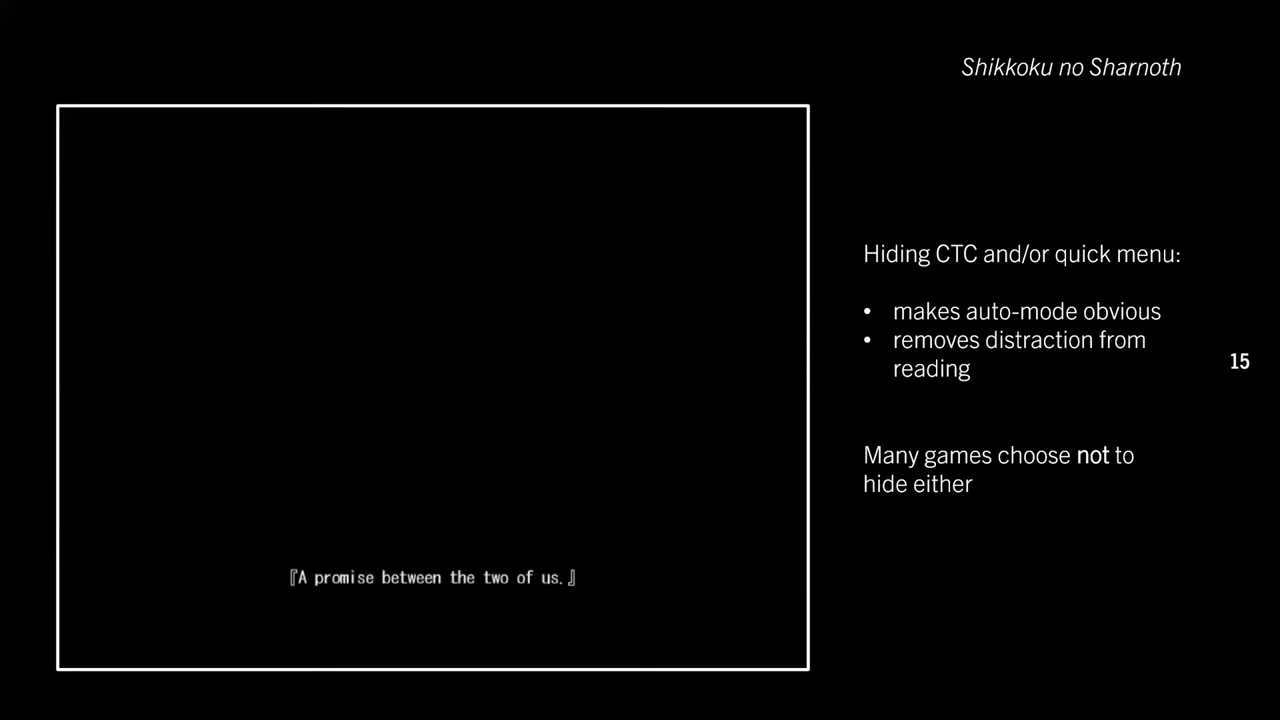 Shikkoku no Sharnoth
Hiding CTC and/or quick menu:
• makes auto-mode obvious
• removes distraction from
reading
15
Many games choose not to
hide either
『A promise between the two of us.』